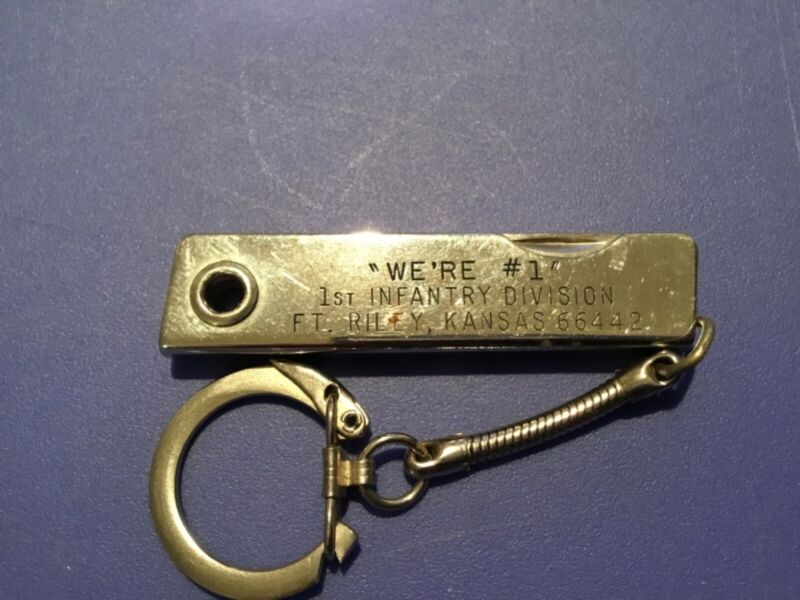 "WE'RE #1"
1ST INFANTRY DIVISION
FT. RILEY, KANSAS 66442